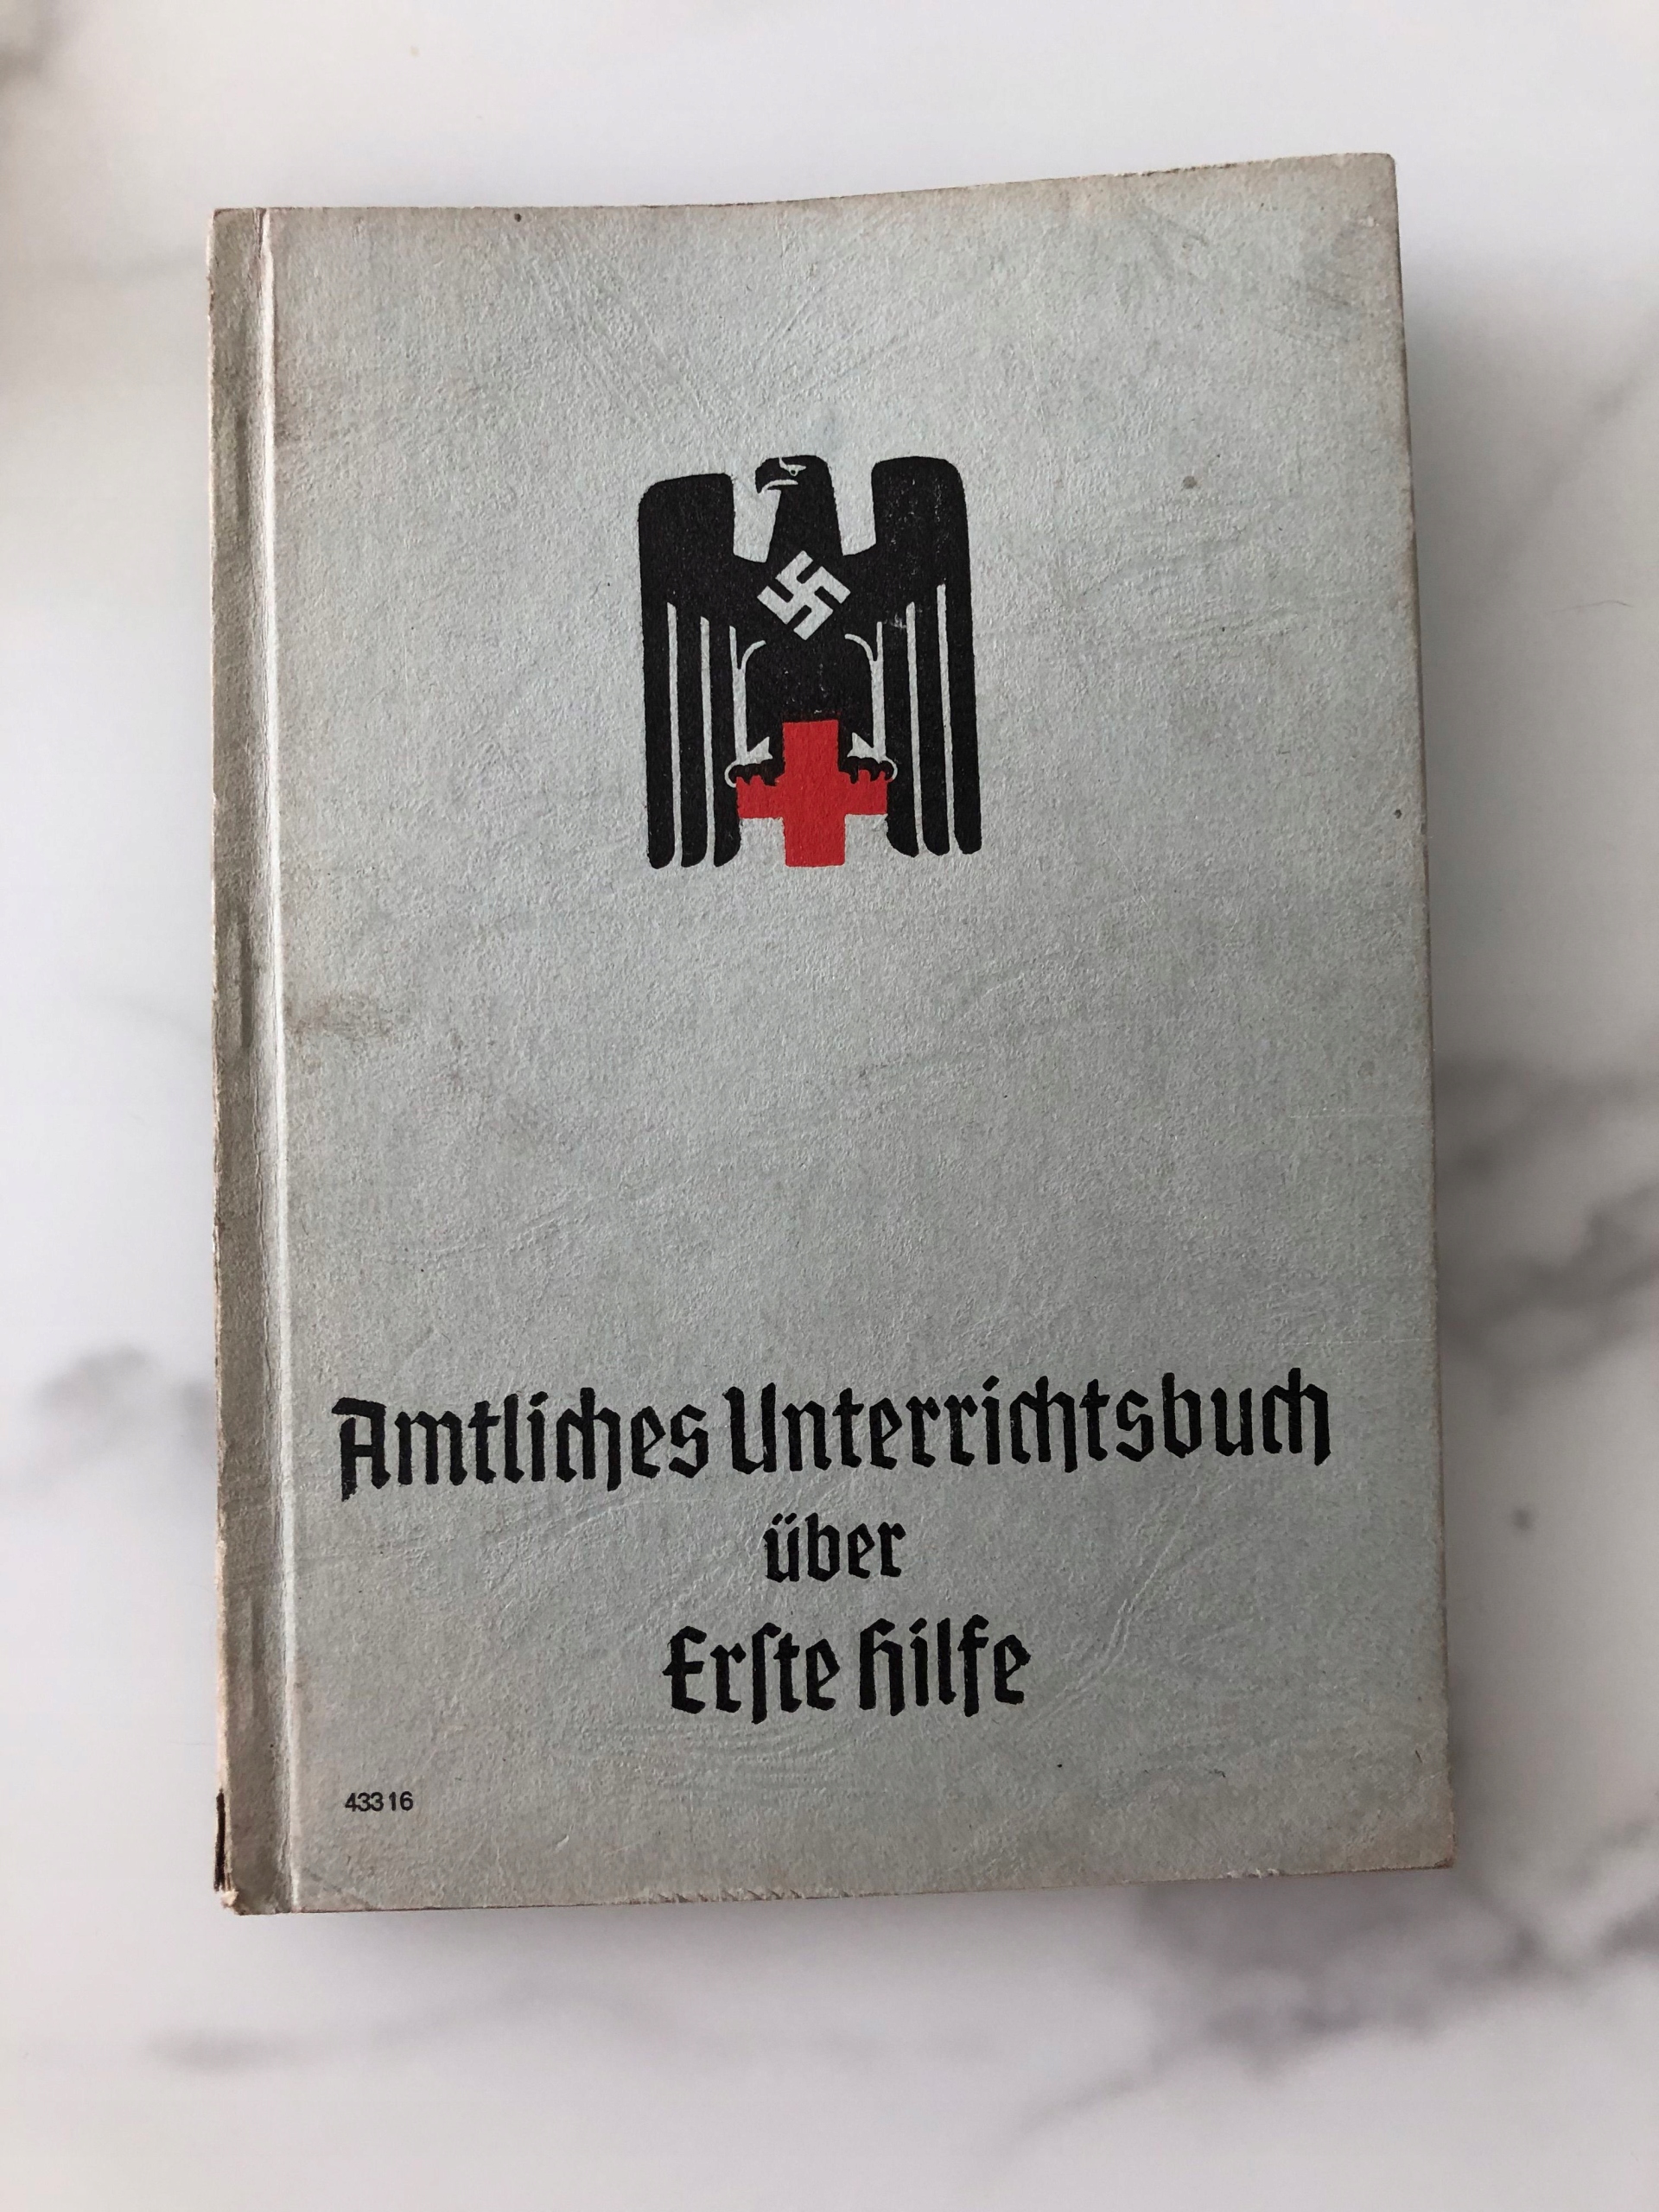 Amtliches Unterrichtsbuch
über
Erſte Hilfe
43316